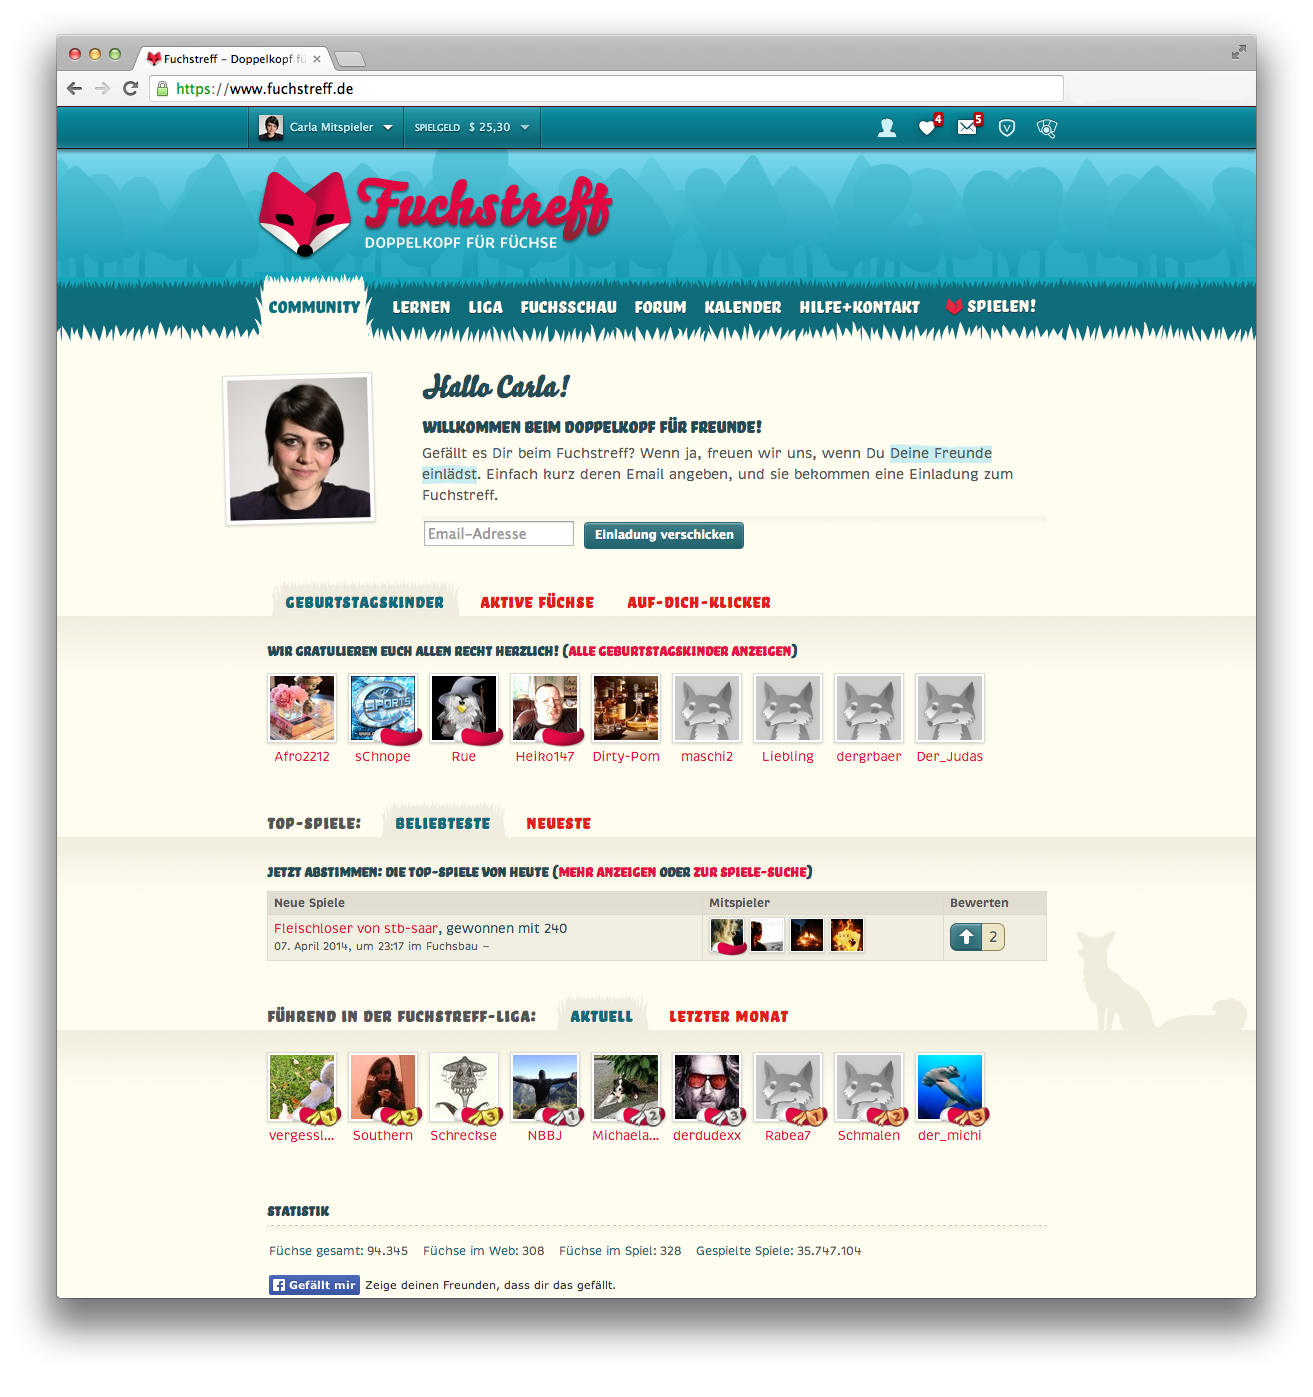 Fuchstreff – Doppelkopf fü
https://www.fuchstreff.de
Carla Mitspieler SPIELGELD $ 25,30 4 5 V
Fuchstreff
DOPPELKOPF FÜR FÜCHSE
COMMUNITY LERNEN LIGA FUCHSSCHAU FORUM KALENDER HILFE+KONTAKT SPIELEN!
Hallo Carla!
WILLKOMMEN BEIM DOPPELKOPF FÜR FREUNDE!
Gefällt es Dir beim Fuchstreff? Wenn ja, freuen wir uns, wenn Du Deine Freunde
einlädst. Einfach kurz deren Email angeben, und sie bekommen eine Einladung zum
Fuchstreff.
Email-Adresse Einladung verschicken
GEBURTSTAGSKINDER AKTIVE FÜCHSE AUF-DICH-KLICKER
WIR GRATULIEREN EUCH ALLEN RECHT HERZLICH! (ALLE GEBURTSTAGSKINDER ANZEIGEN)
SPORTS
Afro2212 sChnope Rue Heiko147 Dirty-Pom maschi2 Liebling dergrbaer Der_Judas
TOP-SPIELE: BELIEBTESTE NEUESTE
JETZT ABSTIMMEN: DIE TOP-SPIELE VON HEUTE (MEHR ANZEIGEN ODER ZUR SPIELE-SUCHE)
Neue Spiele Mitspieler Bewerten
Fleischloser von stb-saar, gewonnen mit 240
07. April 2014, um 23:17 im Fuchsbau –
2
FÜHREND IN DER FUCHSTREFF-LIGA: AKTUELL LETZTER MONAT
1 2 3 1 2 3 1 2 3
vergessl... Southern Schreckse NBBJ Michaela... derdudexx Rabea7 Schmalen der_michi
STATISTIK
Füchse gesamt: 94.345 Füchse im Web: 308 Füchse im Spiel: 328 Gespielte Spiele: 35.747.104
Gefällt mir Zeige deinen Freunden, dass dir das gefällt.